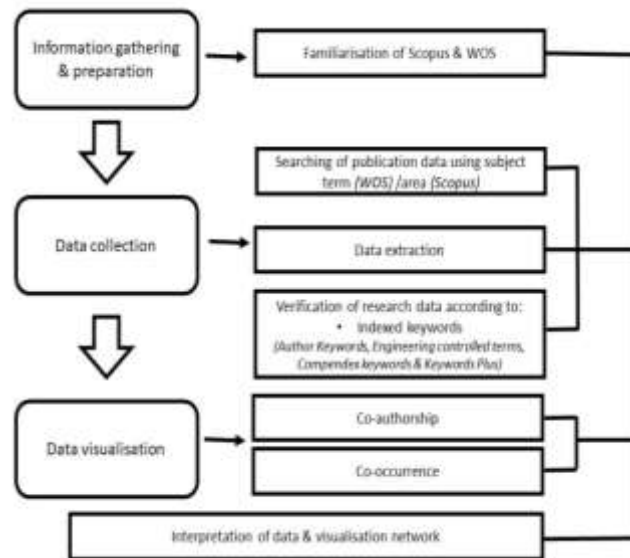 Information gathering
& preparation
Familiarisation of Scopus & WOS
Searching of publication data using subject
term (WOS) /area (Scopus)
Data collection
Data extraction
Verification of research data according to:
• Indexed keywords
(Author Keywords, Engineering controlled terms,
Compendex keywords & Keywords Plus)
Data visualisation
Co-authorship
Co-occurrence
Interpretation of data & visualisation network